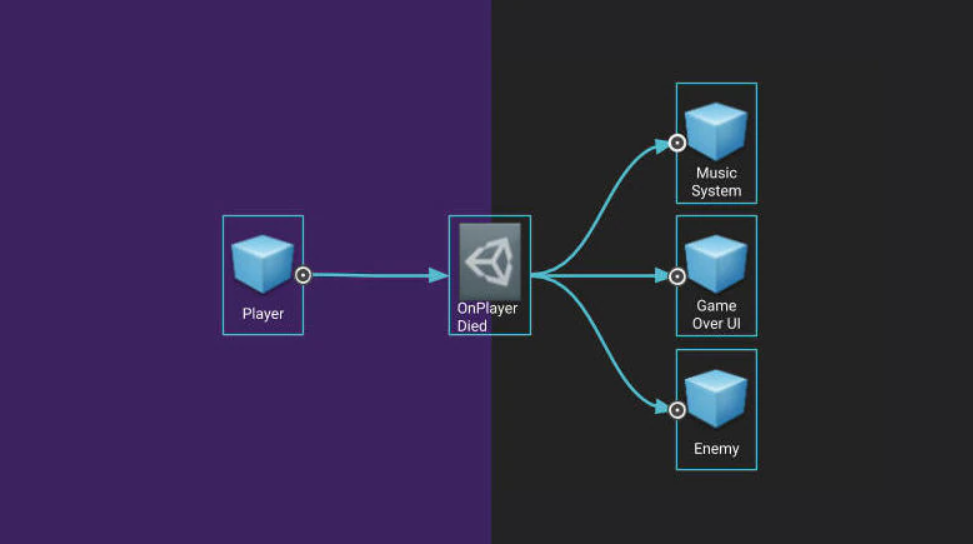 Player
OnPlayer
Died
Music
System
Game
Over UI
Enemy